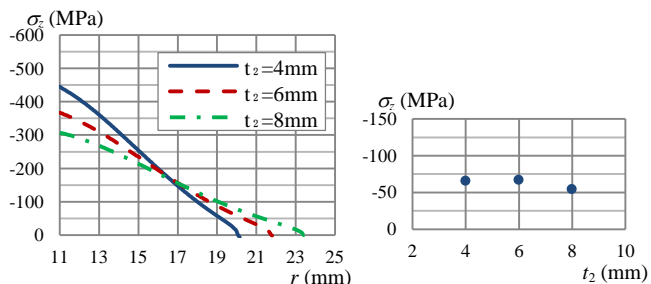 σz (MPa)
-600
-500
-400
-300
-200
-100
0
11 13 15 17 19 21 23 25
r (mm)
t₂=4mm
t₂=6mm
t₂=8mm
σz (MPa)
-150
-100
-50
0
2 4 6 8 10
t₂ (mm)